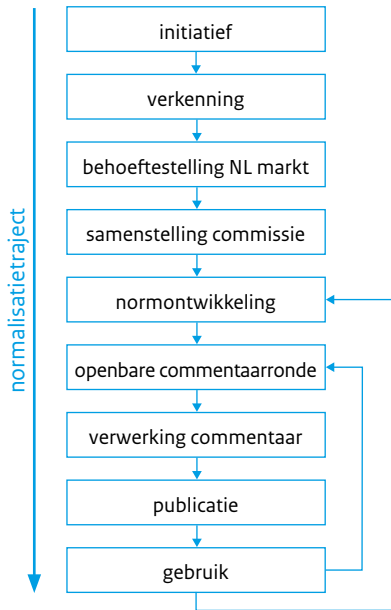 normalisatietraject
initiatief
verkenning
behoeftestelling NL markt
samenstelling commissie
normontwikkeling
openbare commentaarronde
verwerking commentaar
publicatie
gebruik